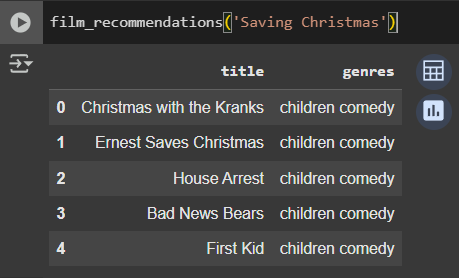 film_recommendations('Saving Christmas')
title genres
0 Christmas with the Kranks children comedy
1 Ernest Saves Christmas children comedy
2 House Arrest children comedy
3 Bad News Bears children comedy
4 First Kid children comedy